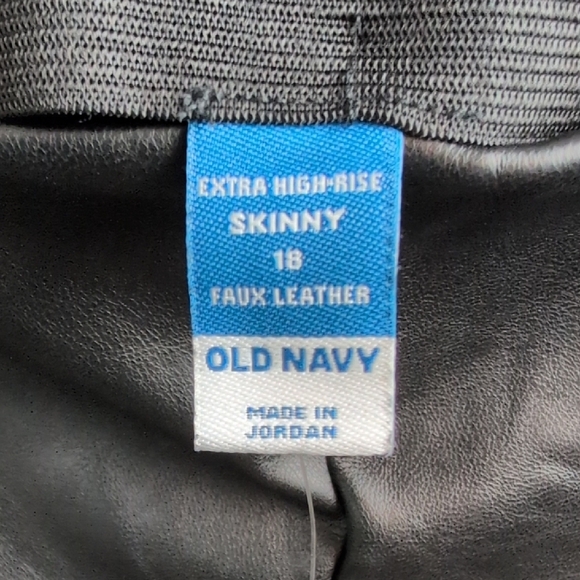 EXTRA HIGH-RISE
SKINNY
18
FAUX LEATHER
OLD NAVY
MADE IN
JORDAN